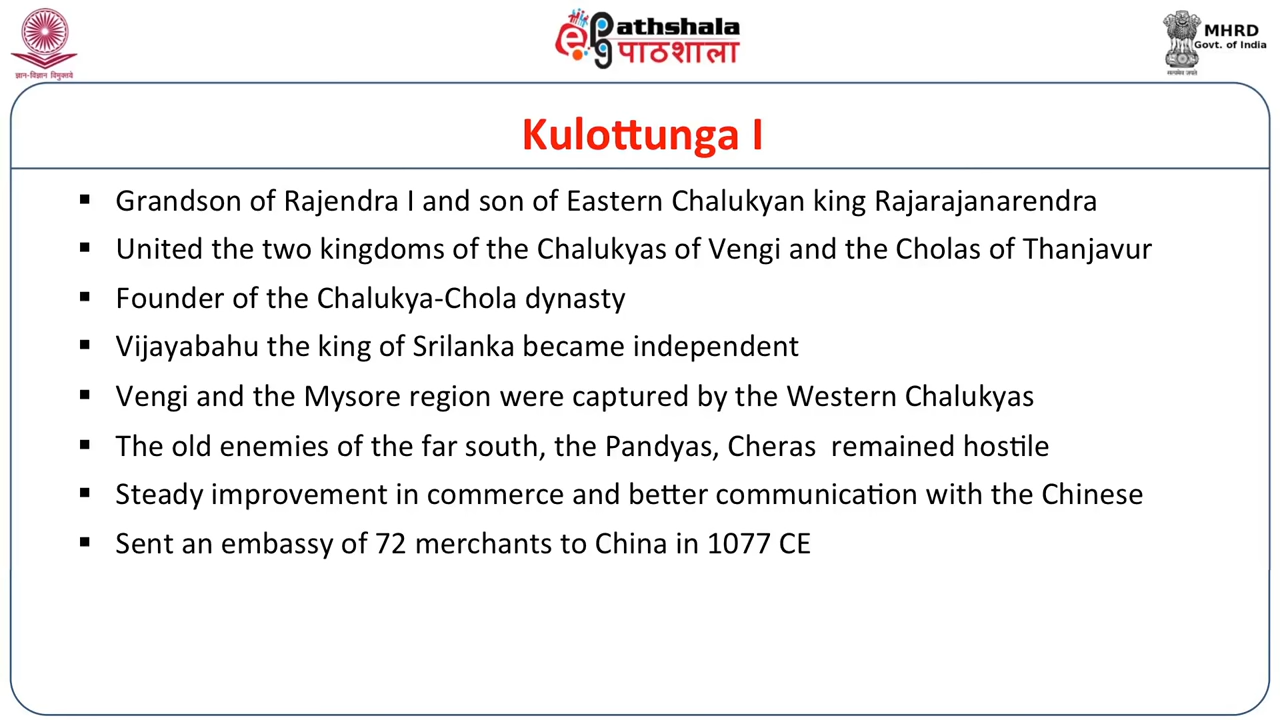 ज्ञान-विज्ञान विमुक्तये
ePathshala
पाठशाला
MHRD
Govt. of India
सत्यमेव जयते
Kulottunga I
▪ Grandson of Rajendra I and son of Eastern Chalukyan king Rajarajanarendra
▪ United the two kingdoms of the Chalukyas of Vengi and the Cholas of Thanjavur
▪ Founder of the Chalukya-Chola dynasty
▪ Vijayabahu the king of Srilanka became independent
▪ Vengi and the Mysore region were captured by the Western Chalukyas
▪ The old enemies of the far south, the Pandyas, Cheras  remained hostile
▪ Steady improvement in commerce and better communication with the Chinese
▪ Sent an embassy of 72 merchants to China in 1077 CE